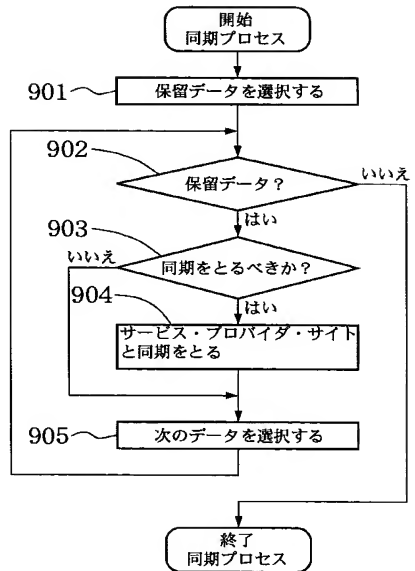 開始
同期プロセス
901
保留データを選択する
902
保留データ?
いいえ
はい
903
同期をとるべきか?
いいえ
はい
904
サービス・プロバイダ・サイト
と同期をとる
905
次のデータを選択する
終了
同期プロセス